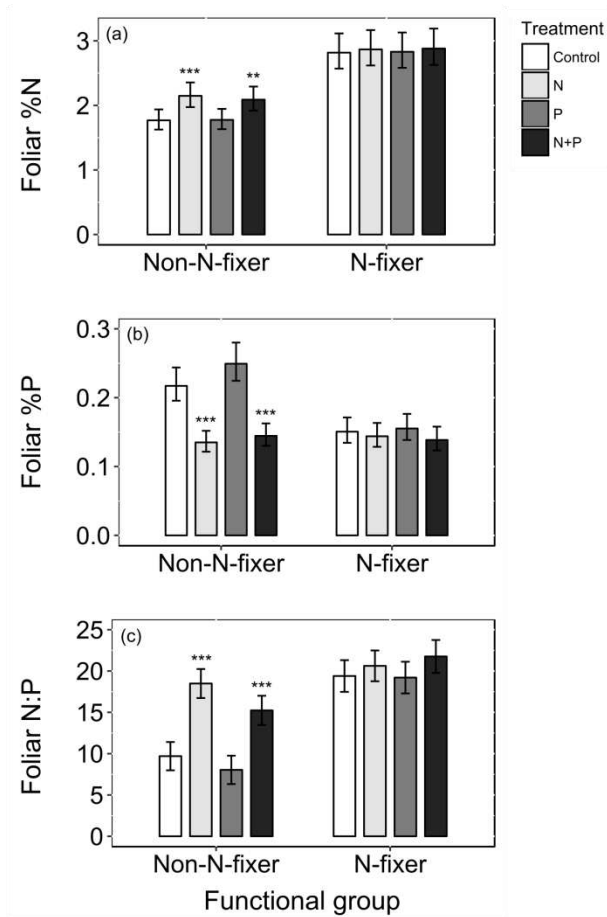 (a)
Foliar %N
3
2
1
0
***
**
Non-N-fixer
N-fixer
Treatment
Control
N
P
N+P
(b)
Foliar %P
0.3
0.2
0.1
0.0
***
***
Non-N-fixer
N-fixer
(c)
Foliar N:P
25
20
15
10
5
0
***
***
Non-N-fixer
N-fixer
Functional group